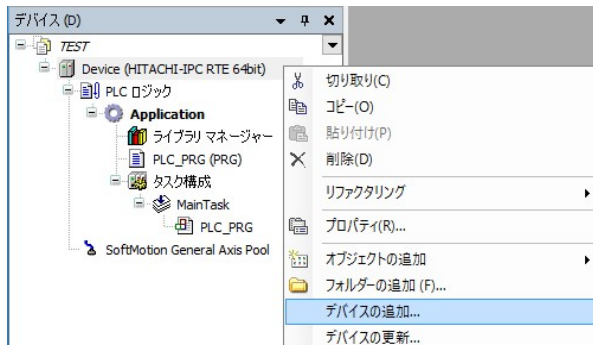 デバイス (D)
TEST
Device (HITACHI-IPC RTE 64bit)
PLC ロジック
Application
ライブラリ マネージャー
PLC_PRG (PRG)
タスク構成
MainTask
PLC_PRG
SoftMotion General Axis Pool
切り取り(C)
コピー(O)
貼り付け(P)
削除(D)
リファクタリング
プロパティ(R)...
オブジェクトの追加
フォルダーの追加 (F)...
デバイスの追加...
デバイスの更新...